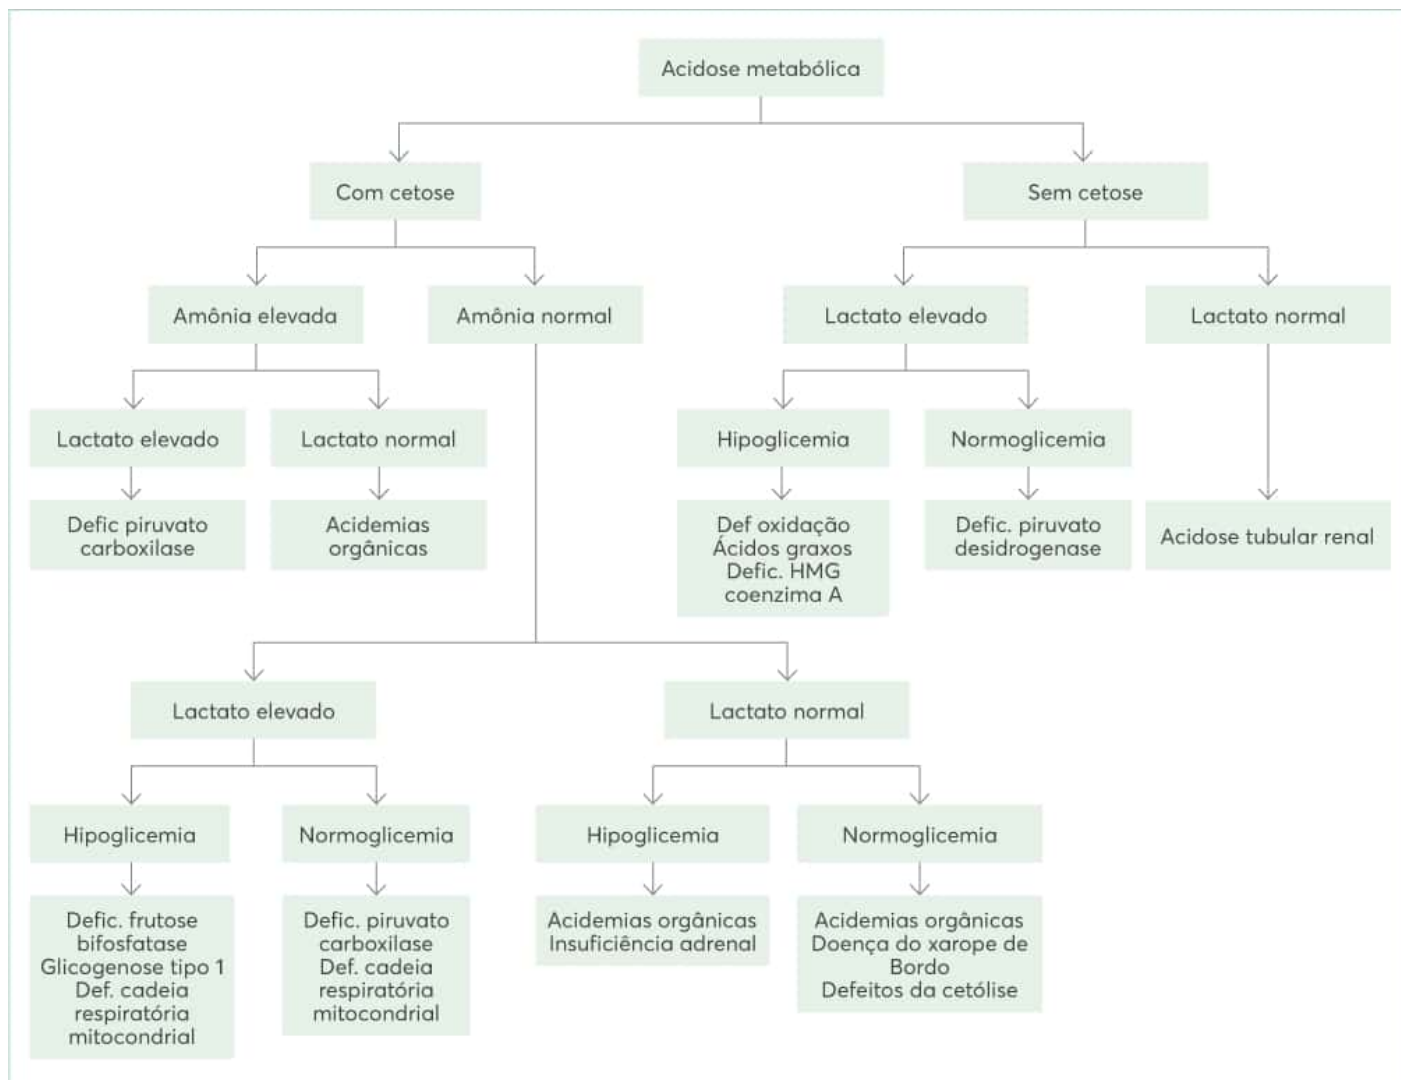 Acidose metabólica
Com cetose
Sem cetose
Amônia elevada
Amônia normal
Lactato elevado
Lactato normal
Lactato elevado
Lactato normal
Hipoglicemia
Normoglicemia
Defic piruvato
carboxilase
Acidemias
orgânicas
Def oxidação
Ácidos graxos
Defic. HMG
coenzima A
Defic. piruvato
desidrogenase
Acidose tubular renal
Lactato elevado
Lactato normal
Hipoglicemia
Normoglicemia
Hipoglicemia
Normoglicemia
Defic. frutose
bifosfatase
Glicogenose tipo 1
Def. cadeia
respiratória
mitocondrial
Defic. piruvato
carboxilase
Def. cadeia
respiratória
mitocondrial
Acidemias orgânicas
Insuficiência adrenal
Acidemias orgânicas
Doença do xarope de
Bordo
Defeitos da cetólise